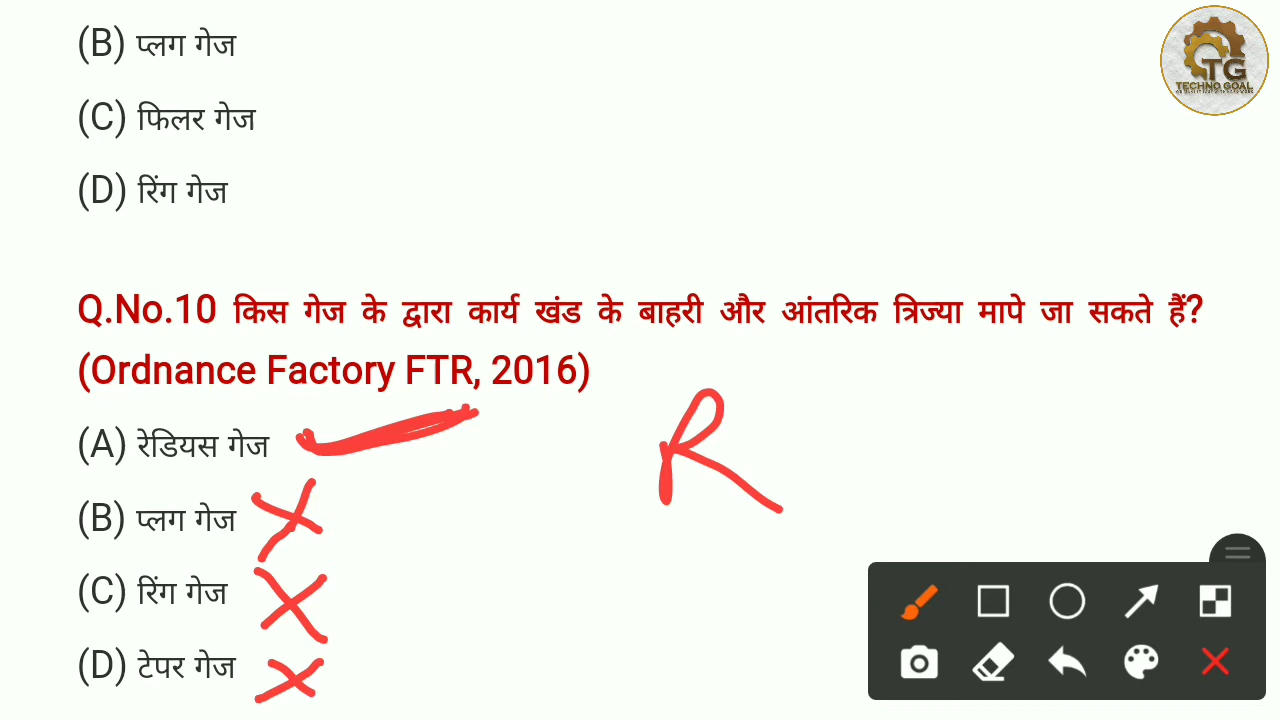 (B) प्लग गेज
TG
TECHNO GOAL
(C) फिलर गेज
(D) रिंग गेज
Q.No.10 किस गेज के द्वारा कार्य खंड के बाहरी और आंतरिक त्रिज्या मापे जा सकते हैं?
(Ordnance Factory FTR, 2016)
(A) रेडियस गेज
R
(B) प्लग गेज
(C) रिंग गेज
(D) टेपर गेज